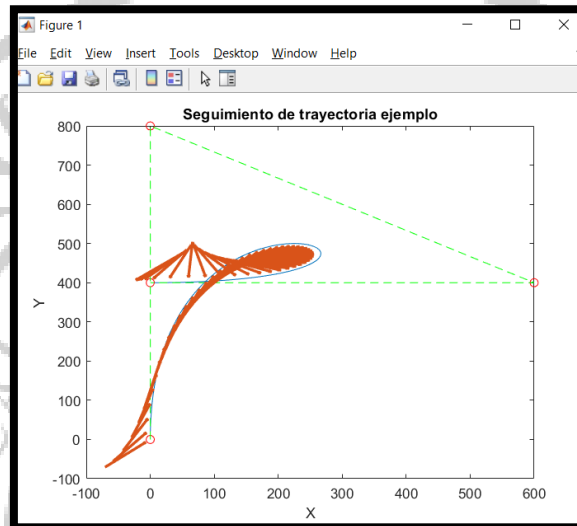 Figure 1
File Edit View Insert Tools Desktop Window Help
Seguimiento de trayectoria ejemplo
800
700
600
500
400
300
200
100
0
-100
Y
-100 0 100 200 300 400 500 600
X